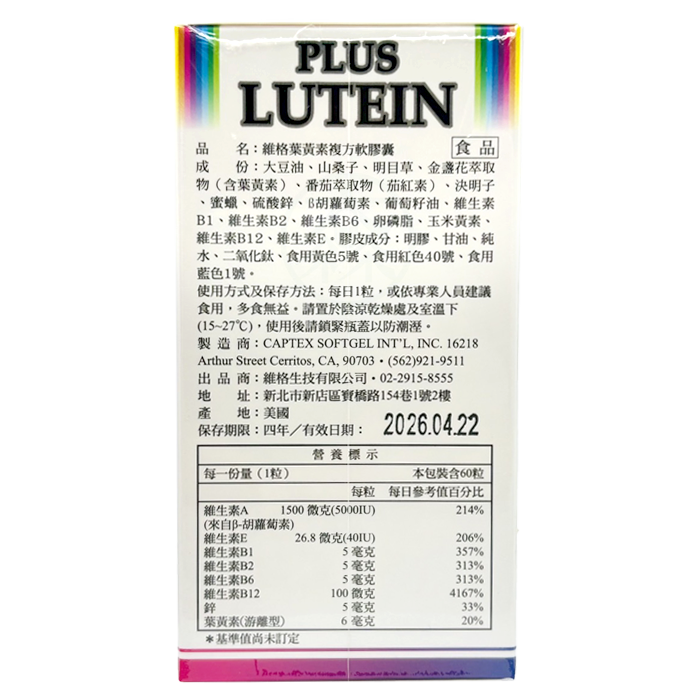 PLUS
LUTEIN
品　　名：維格葉黃素複方軟膠囊 食品
成　　份：大豆油、山桑子、明目草、金盞花萃取
物（含葉黃素）、番茄萃取物（茄紅素）、決明子
、蜜蠟、硫酸鋅、ß胡蘿蔔素、葡萄籽油、維生素
B1、維生素B2、維生素B6、卵磷脂、玉米黃素、
維生素B12、維生素E。膠皮成分：明膠、甘油、純
水、二氧化鈦、食用黃色5號、食用紅色40號、食用
藍色1號。
使用方式及保存方法：每日1粒，或依專業人員建議
食用，多食無益。請置於陰涼乾燥處及室溫下
(15~27℃)，使用後請鎖緊瓶蓋以防潮溼。
製 造 商：CAPTEX SOFTGEL INT'L, INC. 16218
Arthur Street Cerritos, CA, 90703・(562)921-9511
出 品 商：維格生技有限公司・02-2915-8555
地　　址：新北市新店區寶橋路154巷1號2樓
產　　地：美國
保存期限：四年／有效日期： 2026.04.22
營 養 標 示
每一份量（1粒） 本包裝含60粒
每粒 每日參考值百分比
維生素A 1500 微克(5000IU) 214%
(來自β-胡蘿蔔素)
維生素E 26.8 微克(40IU) 206%
維生素B1 5 毫克 357%
維生素B2 5 毫克 313%
維生素B6 5 毫克 313%
維生素B12 100 微克 4167%
鋅 5 毫克 33%
葉黃素(游離型) 6 毫克 20%
＊基準值尚未訂定